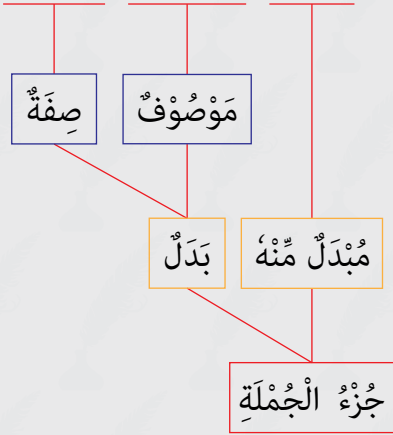 مَوْصُوْفٌ صِفَةٌ
مُبْدَلٌ مِّنْهٗ بَدَلٌ
جُزْءُ الْجُمْلَةِ